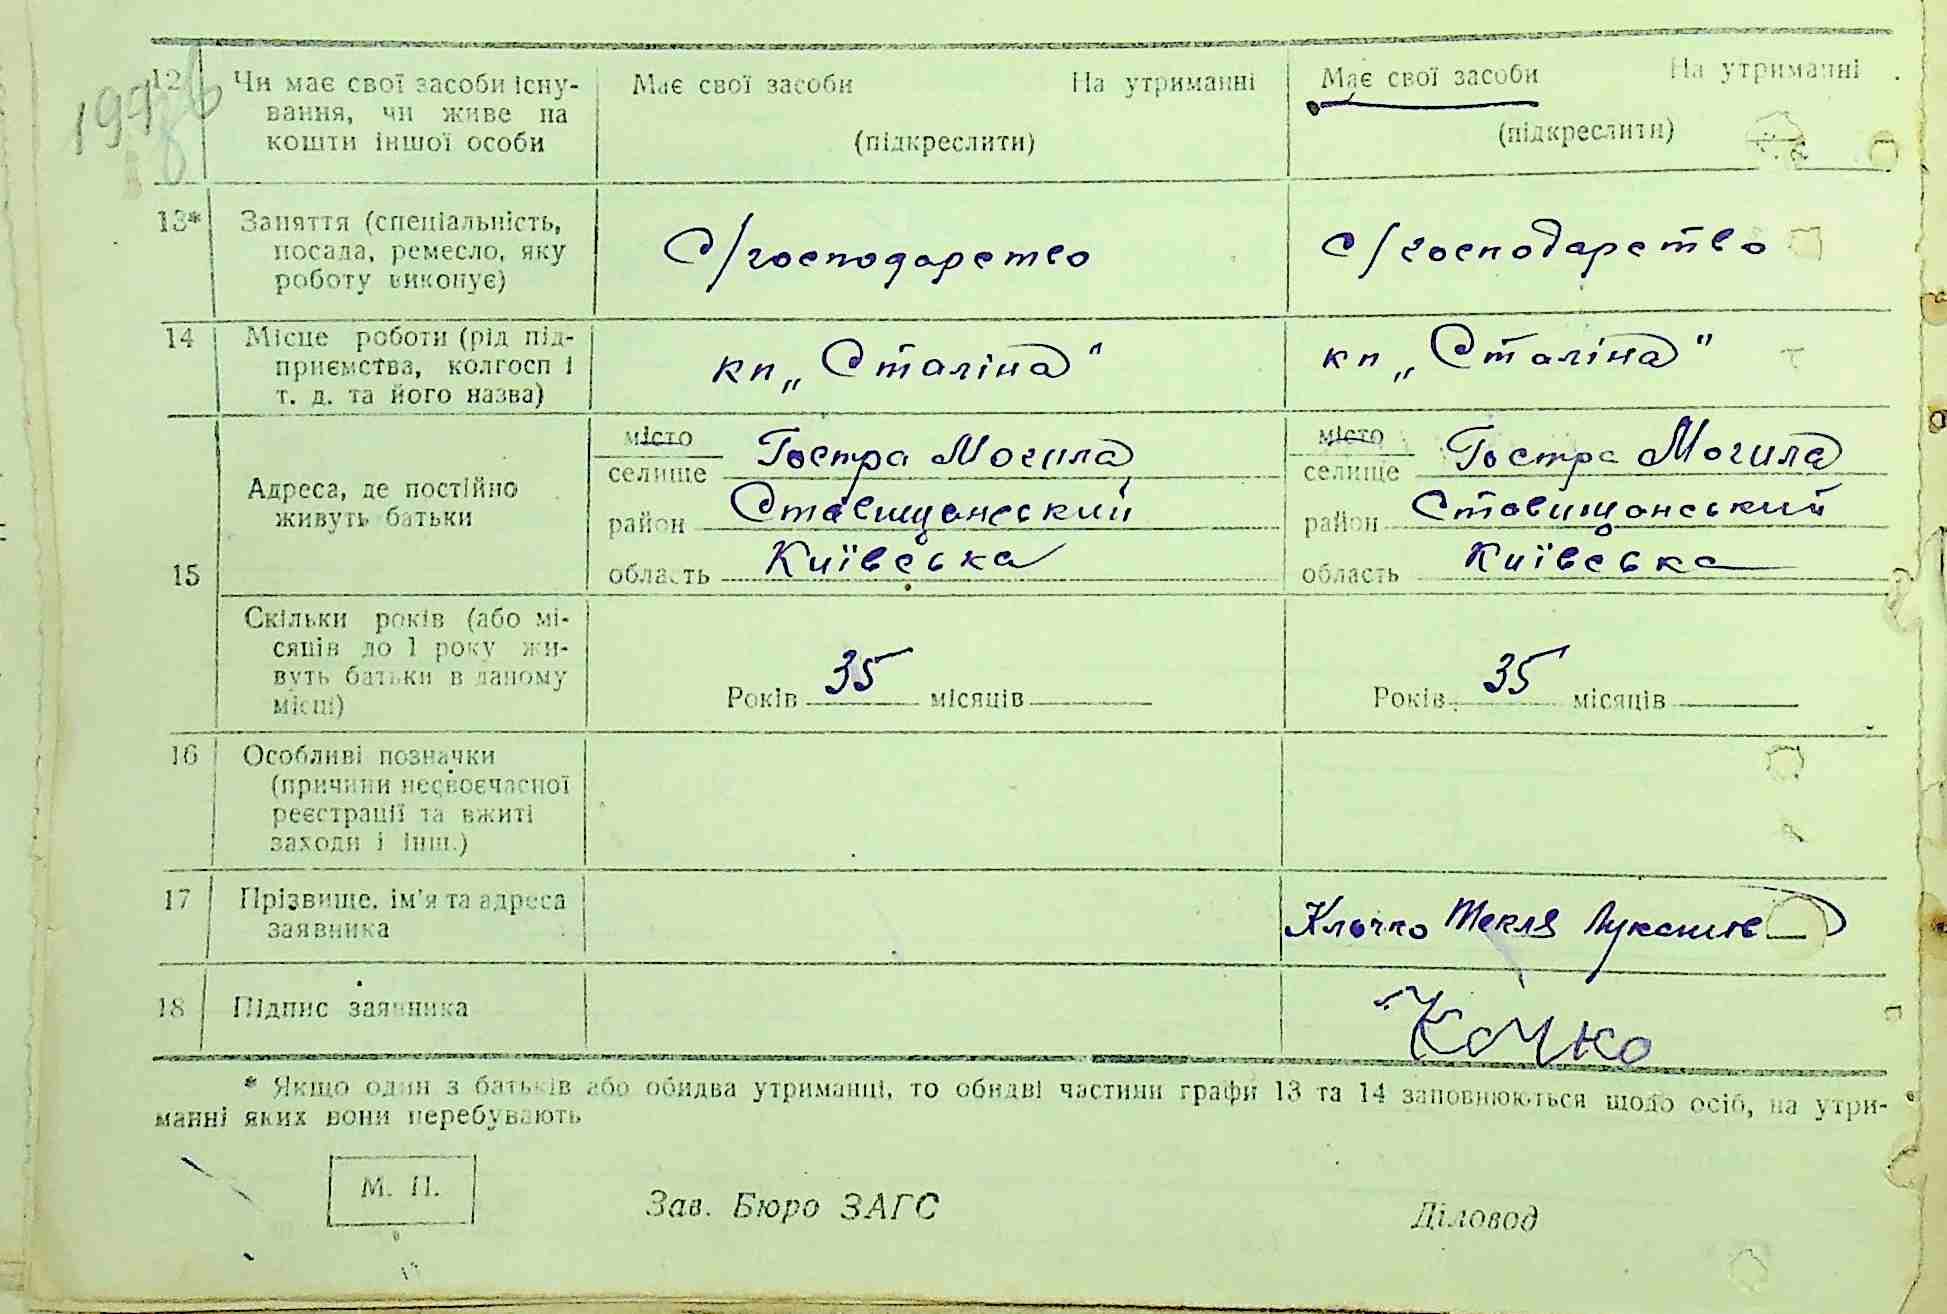 12 Чи має свої засоби існу- Має свої засоби На утриманні Має свої засоби На утриманні
вання, чи живе на
кошти іншої особи (підкреслити) (підкреслити)
13* Заняття (спеціальність,
посада, ремесло, яку С/господарство с/господарство
роботу виконує)
14 Місце роботи (рід під-
приємства, колгосп і кп „Сталіна" кп „Сталіна"
т. д. та його назва)
місто Гостра Могила місто Гостра Могила
селище селище
15 Адреса, де постійно
живуть батьки район Ставищанський район Ставищанський
область Київська область Київська
Скільки років (або мі-
сяців до 1 року жи-
вуть батьки в даному
місці) Років 35 місяців Років 35 місяців
16 Особливі позначки
(причини несвоєчасної
реєстрації та вжиті
заходи і інш.)
17 Прізвище, ім'я та адреса
заявника Клочко Текля
18 Підпис заявника Кочко
* Якщо один з батьків або обидва утриманці, то обидві частини графи 13 та 14 заповнюються щодо осіб, на утри-
манні яких вони перебувають
М. П. Зав. Бюро ЗАГС Діловод